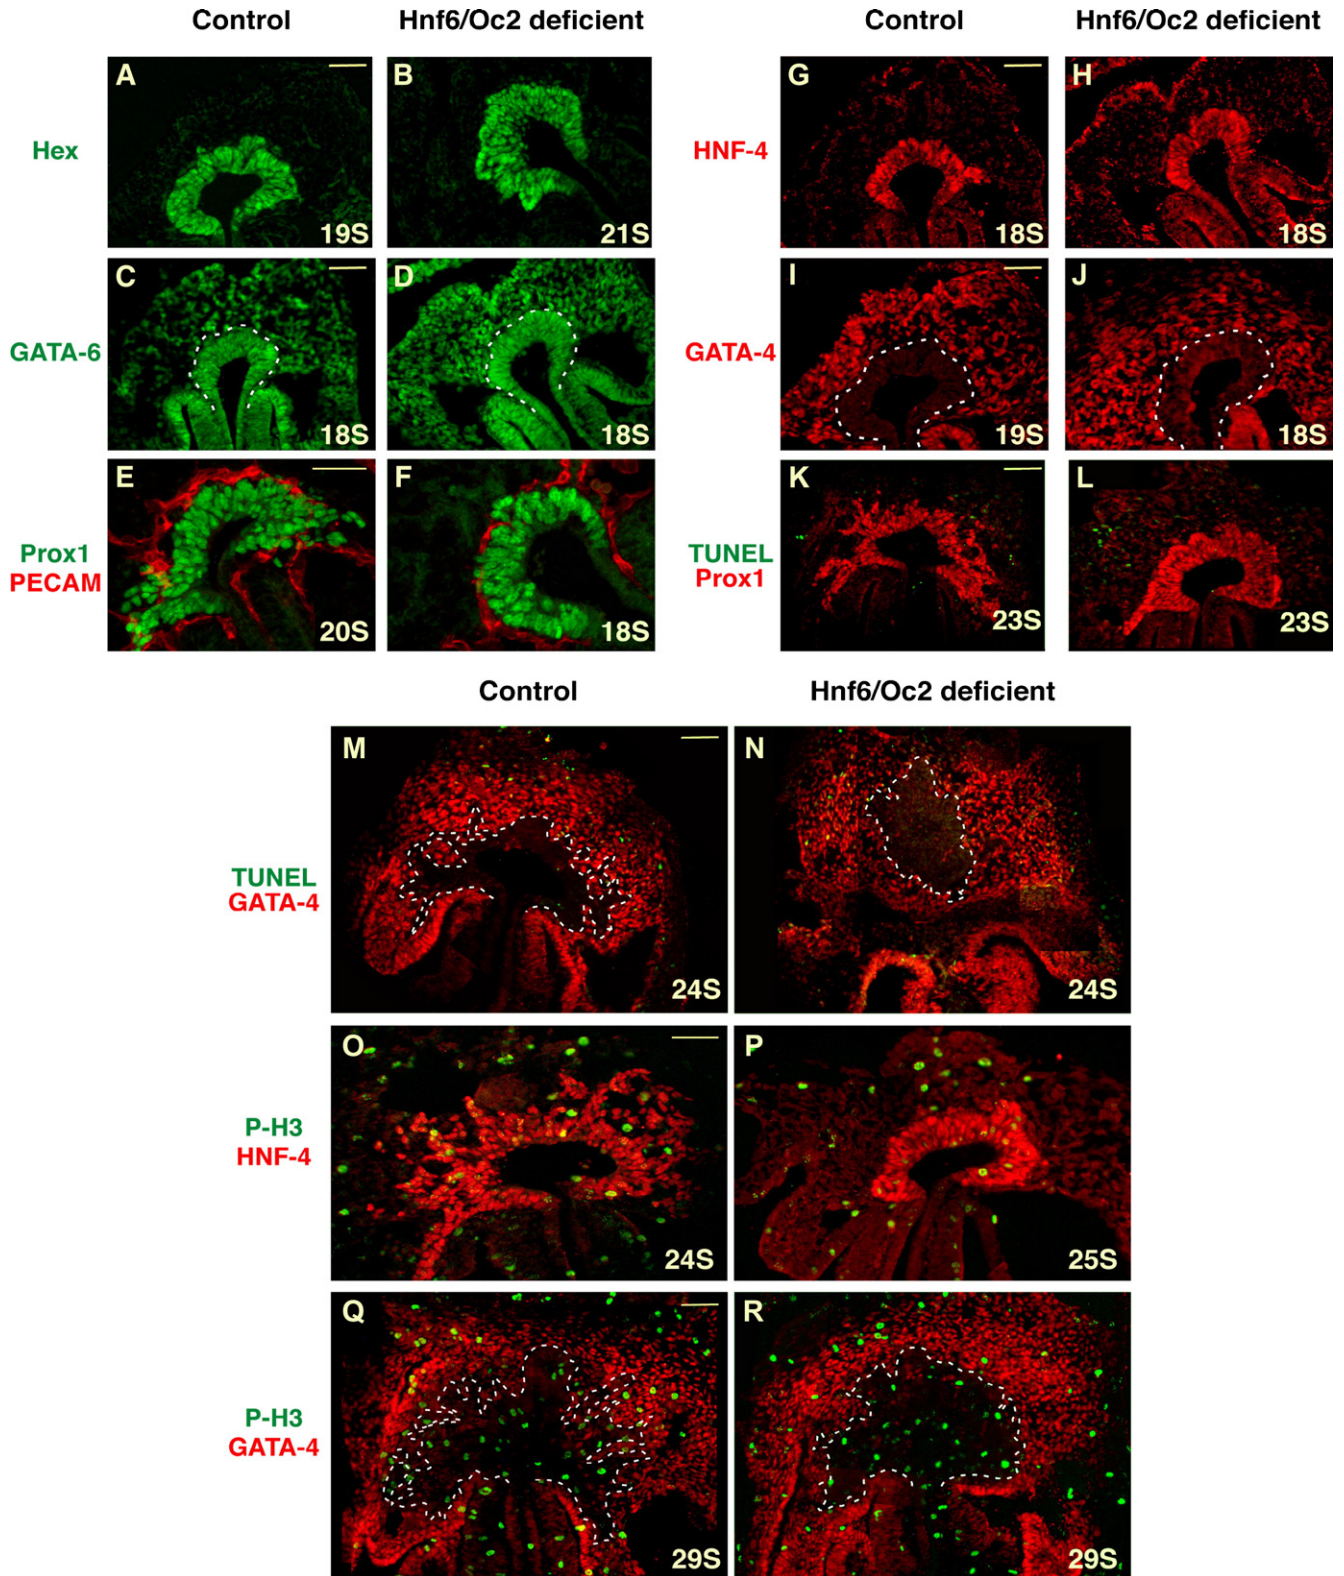 Control Hnf6/Oc2 deficient Control Hnf6/Oc2 deficient
Hex
A 19S
B 21S
HNF-4
G 18S
H 18S
GATA-6
C 18S
D 18S
GATA-4
I 19S
J 18S
Prox1
PECAM
E 20S
F 18S
TUNEL
Prox1
K 23S
L 23S
Control Hnf6/Oc2 deficient
TUNEL
GATA-4
M 24S
N 24S
P-H3
HNF-4
O 24S
P 25S
P-H3
GATA-4
Q 29S
R 29S